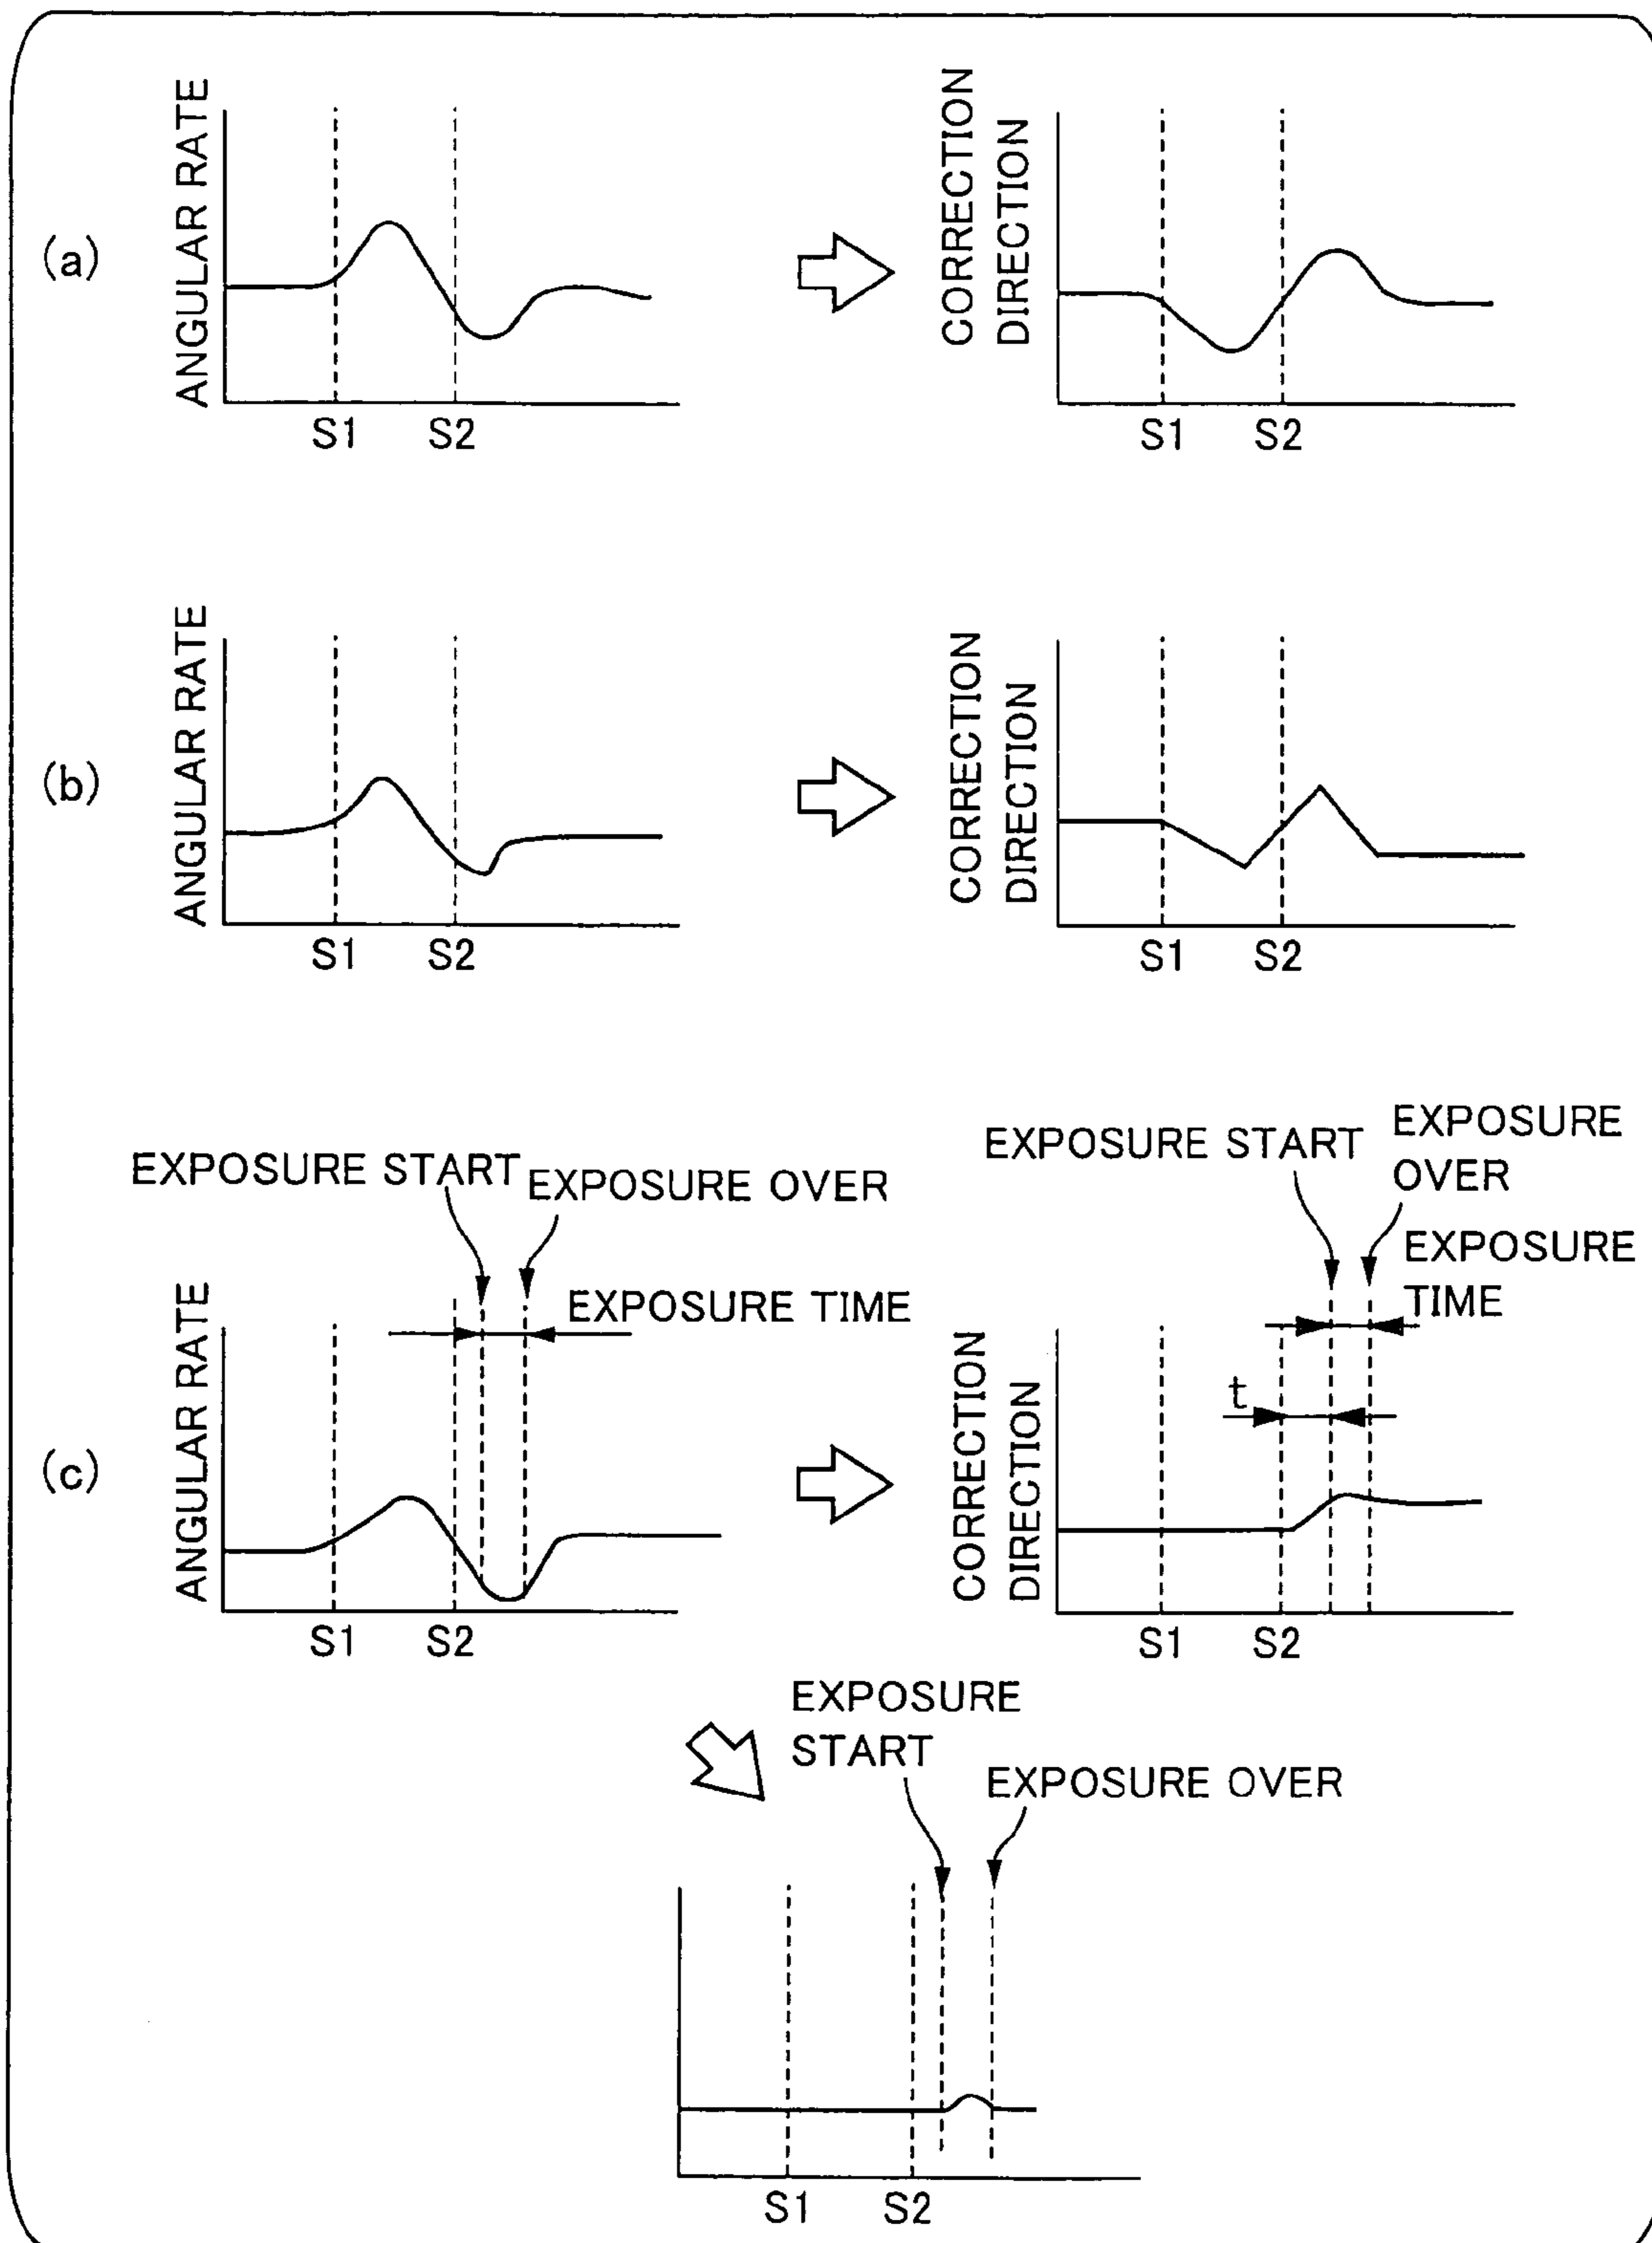 (a)
ANGULAR RATE
S1 S2
CORRECTION
DIRECTION
S1 S2
(b)
ANGULAR RATE
S1 S2
CORRECTION
DIRECTION
S1 S2
(c)
EXPOSURE START
EXPOSURE OVER
EXPOSURE TIME
ANGULAR RATE
S1 S2
EXPOSURE START
EXPOSURE
OVER
EXPOSURE
TIME
t
CORRECTION
DIRECTION
S1 S2
EXPOSURE
START
EXPOSURE OVER
S1 S2